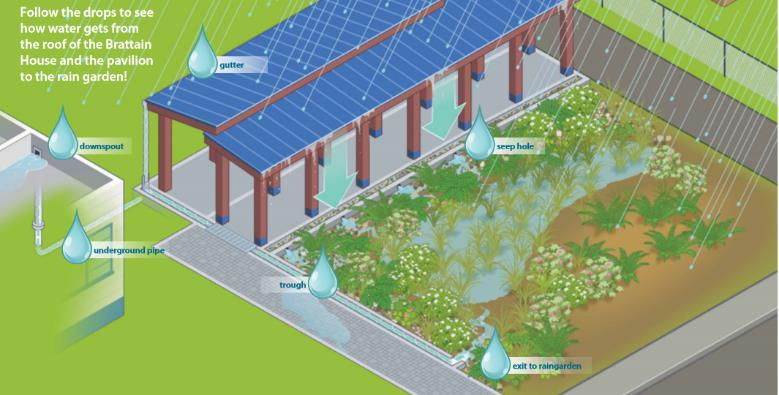 Follow the drops to see
how water gets from
the roof of the Brattain
House and the pavilion
to the rain garden!
gutter
downspout
seep hole
underground pipe
trough
exit to raingarden